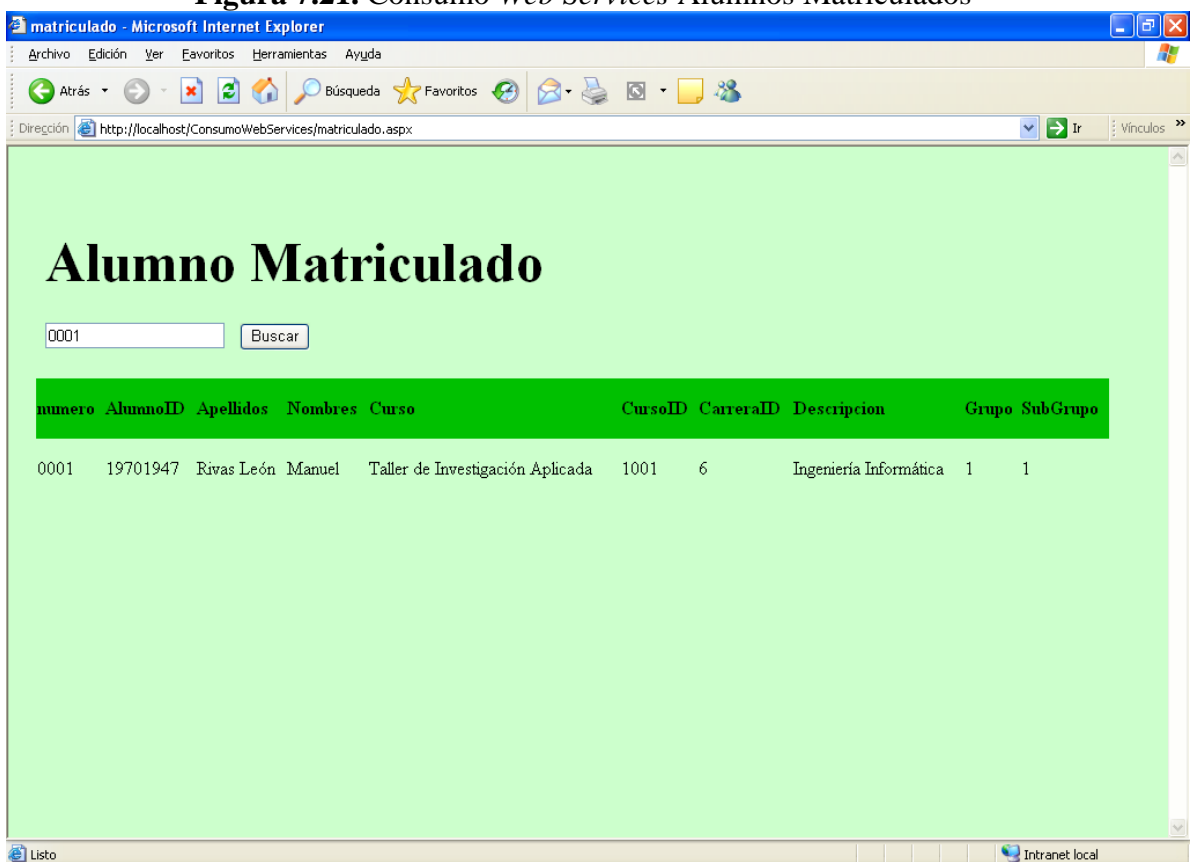 Figura 7.21. Consumo Web Services Alumnos Matriculados
matriculado - Microsoft Internet Explorer
Archivo Edición Ver Favoritos Herramientas Ayuda
Atrás Búsqueda Favoritos
Dirección http://localhost/ConsumoWebServices/matriculado.aspx Ir Vínculos »
Alumno Matriculado
0001 Buscar
numero AlumnoID Apellidos Nombres Curso CursoID CarreraID Descripcion Grupo SubGrupo
0001 19701947 Rivas León Manuel Taller de Investigación Aplicada 1001 6 Ingeniería Informática 1 1
Listo Intranet local